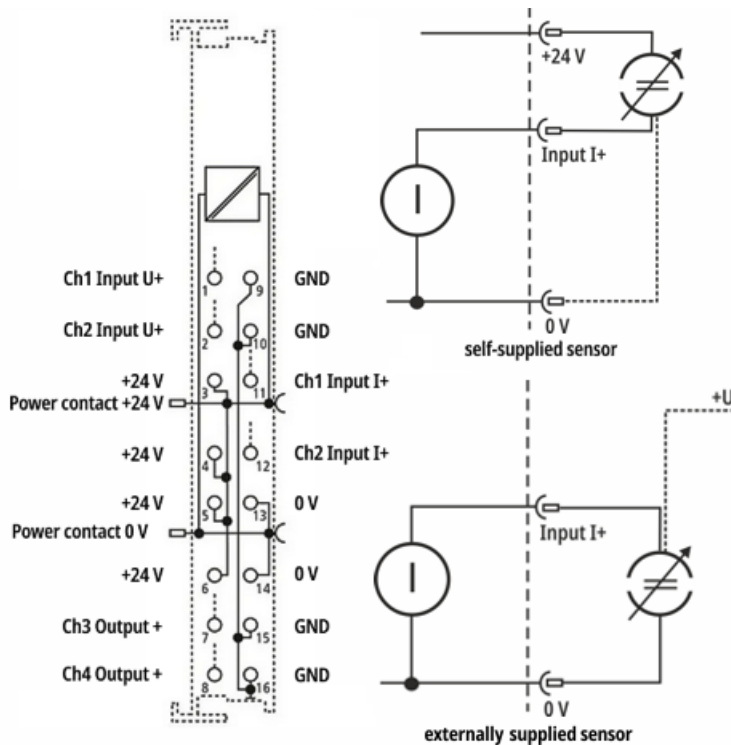 Ch1 Input U+
1
9
GND
Ch2 Input U+
2
10
GND
+24 V
3
11
Ch1 Input I+
Power contact +24 V
+24 V
4
12
Ch2 Input I+
+24 V
5
13
0 V
Power contact 0 V
+24 V
6
14
0 V
Ch3 Output +
7
15
GND
Ch4 Output +
8
16
GND
+24 V
Input I+
I
0 V
self-supplied sensor
+U
Input I+
I
0 V
externally supplied sensor